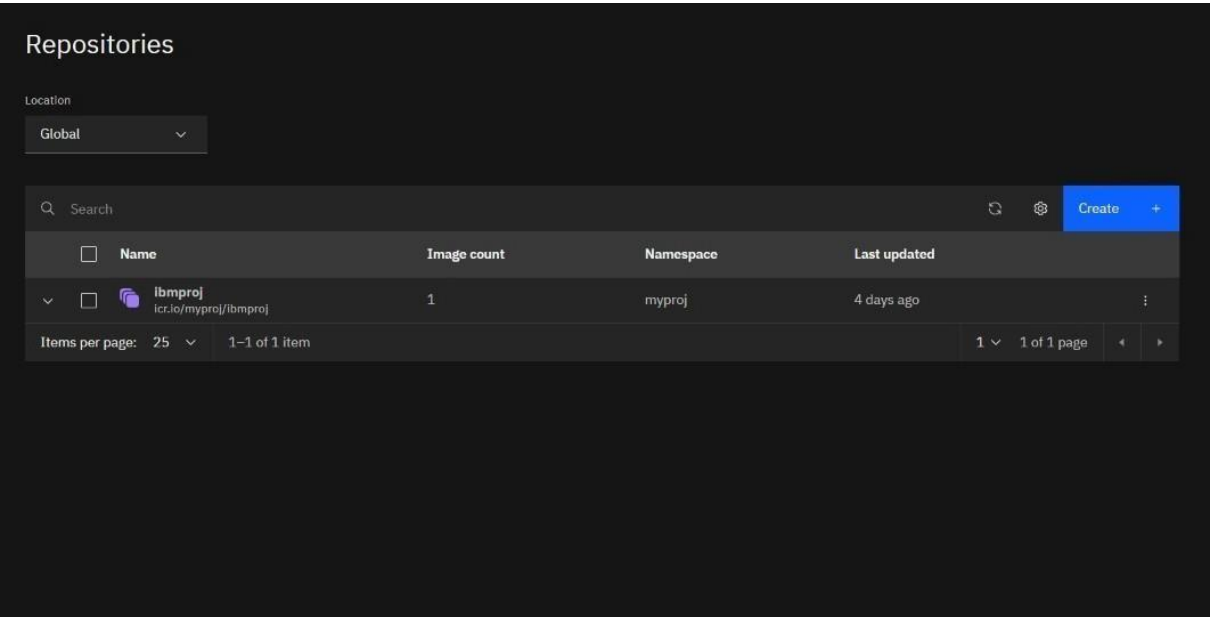 Repositories
Location
Global
Search
Create +
Name Image count Namespace Last updated
ibmproj 1 myproj 4 days ago
icr.io/myproj/ibmproj
Items per page: 25 1–1 of 1 item 1 1 of 1 page